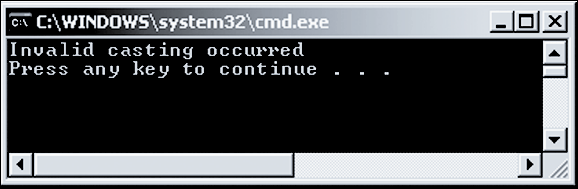 C:\WINDOWS\system32\cmd.exe
Invalid casting occurred
Press any key to continue . . .